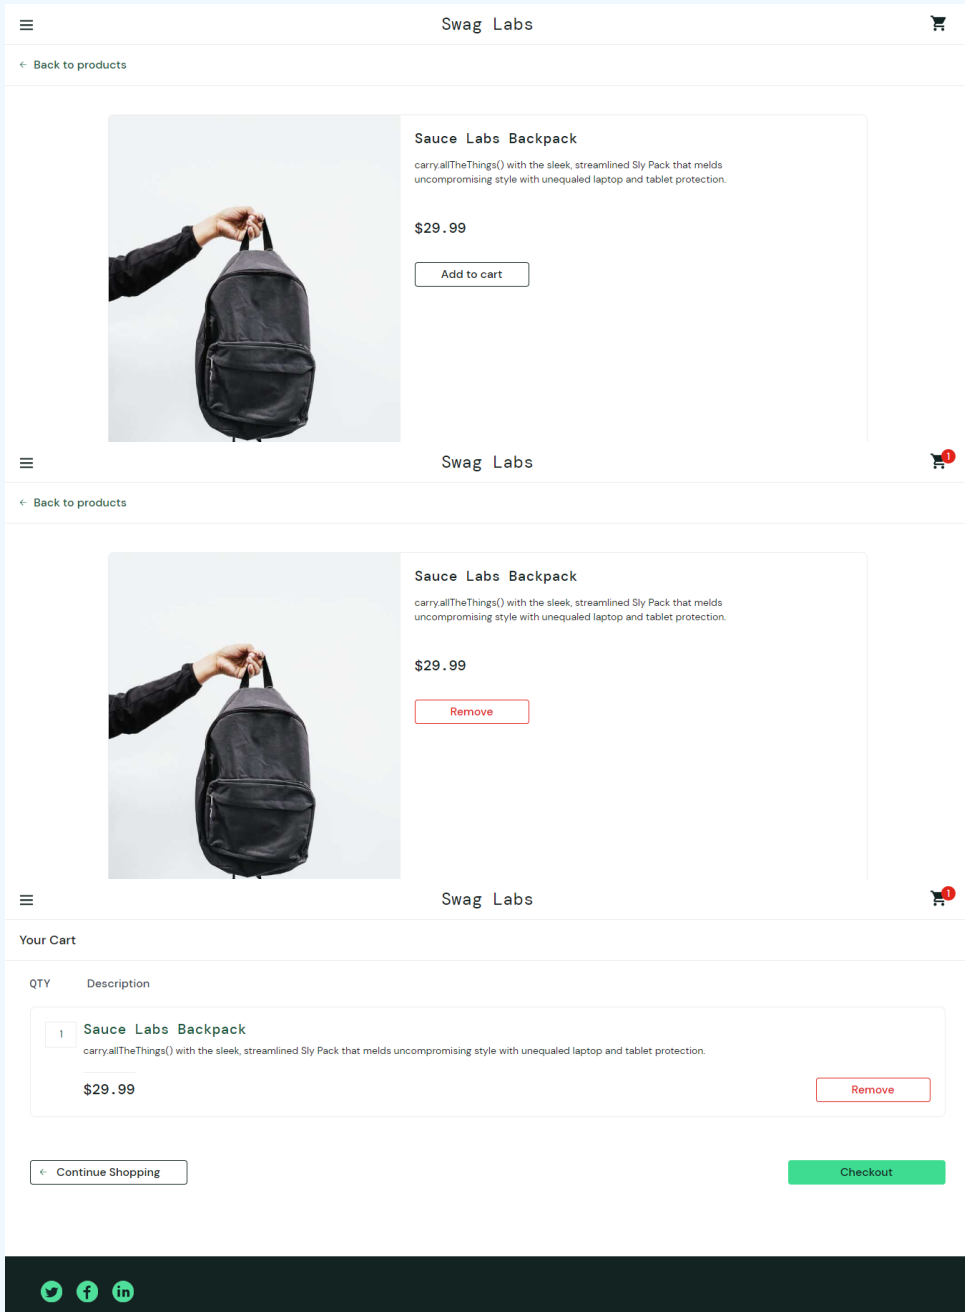 Swag Labs
← Back to products
Sauce Labs Backpack
carry.allTheThings() with the sleek, streamlined Sly Pack that melds
uncompromising style with unequaled laptop and tablet protection.
$29.99
Add to cart
Swag Labs
1
← Back to products
Sauce Labs Backpack
carry.allTheThings() with the sleek, streamlined Sly Pack that melds
uncompromising style with unequaled laptop and tablet protection.
$29.99
Remove
Swag Labs
1
Your Cart
QTY Description
1
Sauce Labs Backpack
carry.allTheThings() with the sleek, streamlined Sly Pack that melds uncompromising style with unequaled laptop and tablet protection.
$29.99
Remove
← Continue Shopping
Checkout